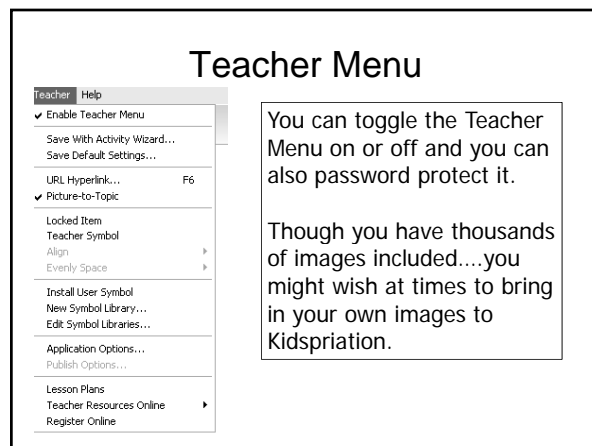 Teacher Menu
Teacher Help
Enable Teacher Menu
Save With Activity Wizard...
Save Default Settings...
URL Hyperlink... F6
Picture-to-Topic
Locked Item
Teacher Symbol
Align
Evenly Space
Install User Symbol
New Symbol Library...
Edit Symbol Libraries...
Application Options...
Publish Options...
Lesson Plans
Teacher Resources Online
Register Online
You can toggle the Teacher
Menu on or off and you can
also password protect it.
Though you have thousands
of images included....you
might wish at times to bring
in your own images to
Kidspriation.